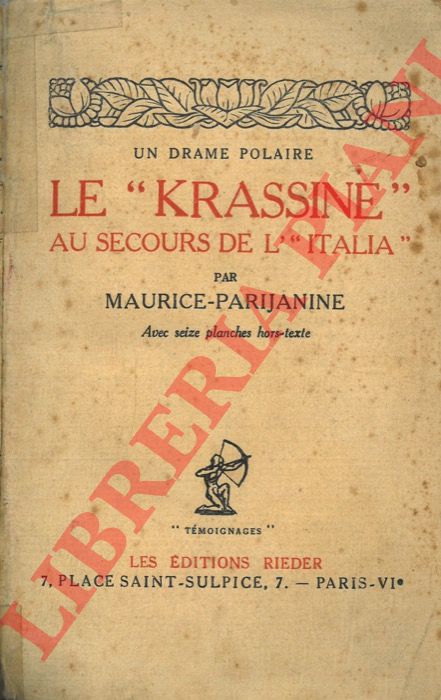 UN DRAME POLAIRE
LE “KRASSINE”
AU SECOURS DE L’“ITALIA”
PAR
MAURICE-PARIJANINE
Avec seize planches hors-texte
“TÉMOIGNAGES”
LES ÉDITIONS RIEDER
7, PLACE SAINT-SULPICE, 7. — PARIS-VIᵉ
LIBRERIA PIANI